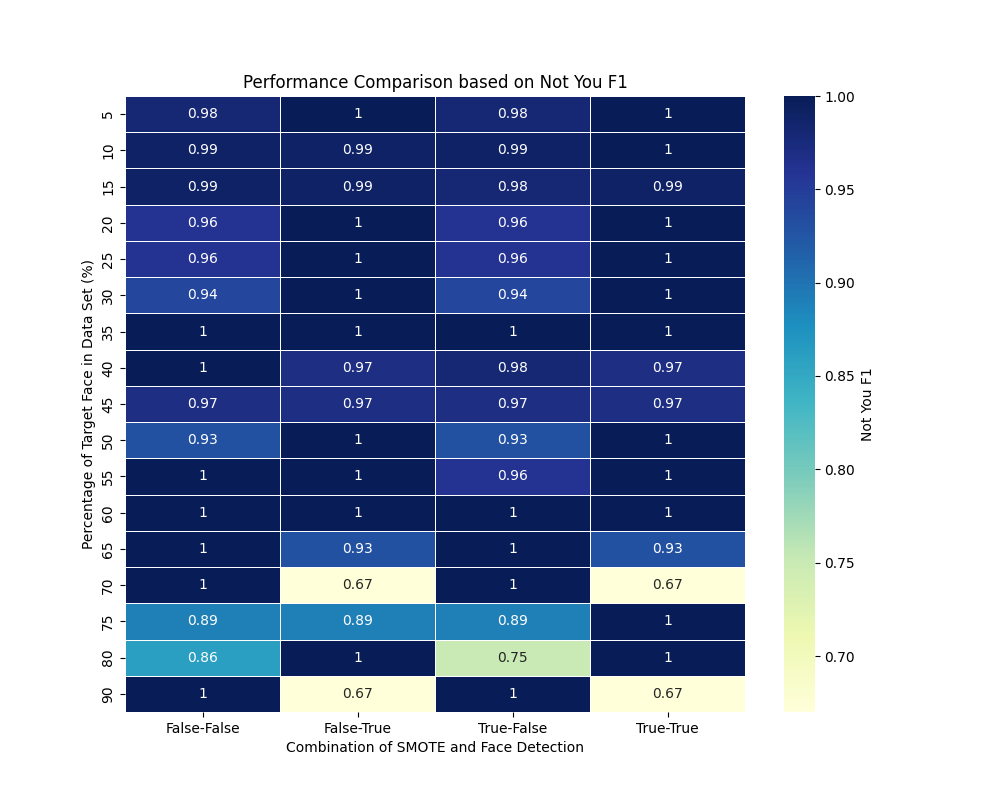 Performance Comparison based on Not You F1
5 0.98 1 0.98 1
10 0.99 0.99 0.99 1
15 0.99 0.99 0.98 0.99
20 0.96 1 0.96 1
25 0.96 1 0.96 1
30 0.94 1 0.94 1
35 1 1 1 1
40 1 0.97 0.98 0.97
45 0.97 0.97 0.97 0.97
50 0.93 1 0.93 1
55 1 1 0.96 1
60 1 1 1 1
65 1 0.93 1 0.93
70 1 0.67 1 0.67
75 0.89 0.89 0.89 1
80 0.86 1 0.75 1
90 1 0.67 1 0.67
False-False False-True True-False True-True
Combination of SMOTE and Face Detection
Percentage of Target Face in Data Set (%)
1.00
0.95
0.90
0.85
0.80
0.75
0.70
Not You F1